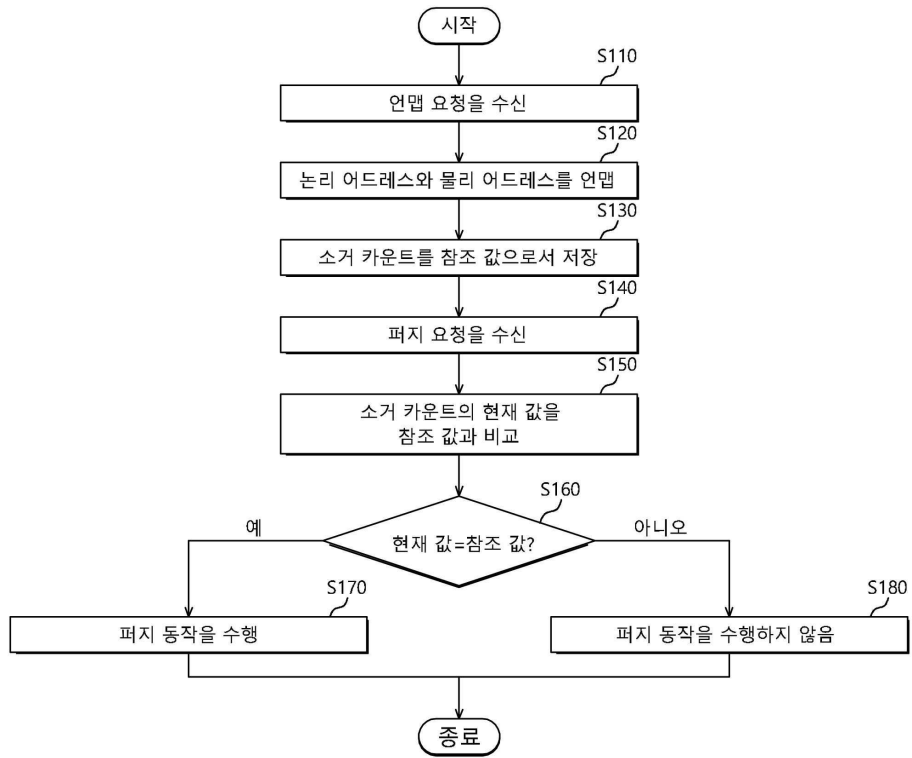 시작
S110
언맵 요청을 수신
S120
논리 어드레스와 물리 어드레스를 언맵
S130
소거 카운트를 참조 값으로서 저장
S140
퍼지 요청을 수신
S150
소거 카운트의 현재 값을
참조 값과 비교
S160
현재 값=참조 값?
예
아니오
S170
퍼지 동작을 수행
S180
퍼지 동작을 수행하지 않음
종료